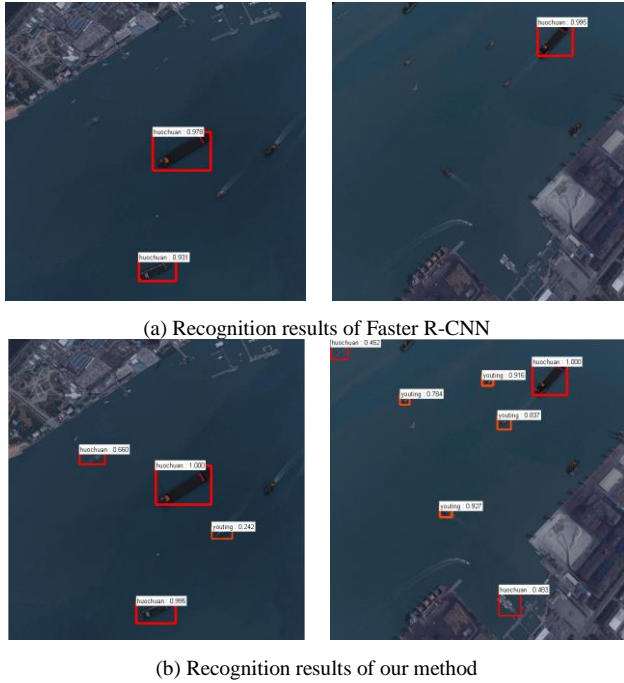 huochuan : 0.978
huochuan : 0.931
huochuan : 0.995
(a) Recognition results of Faster R-CNN
huochuan : 0.660
huochuan : 1.000
youting : 0.242
huochuan : 0.996
huochuan : 0.452
huochuan : 1.000
youting : 0.916
youting : 0.784
youting : 0.837
youting : 0.927
huochuan : 0.493
(b) Recognition results of our method